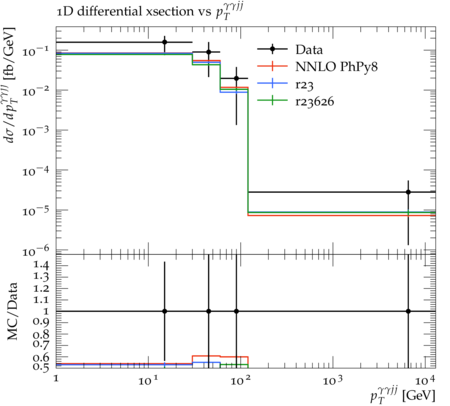 1D differential xsection vs p_T^γγjj
dσ/dp_T^γγjj [fb/GeV]
Data
NNLO PhPy8
r23
r23626
10^-1
10^-2
10^-3
10^-4
10^-5
10^-6
MC/Data
1.4
1.3
1.2
1.1
1
0.9
0.8
0.7
0.6
0.5
1 10^1 10^2 10^3 10^4
p_T^γγjj [GeV]